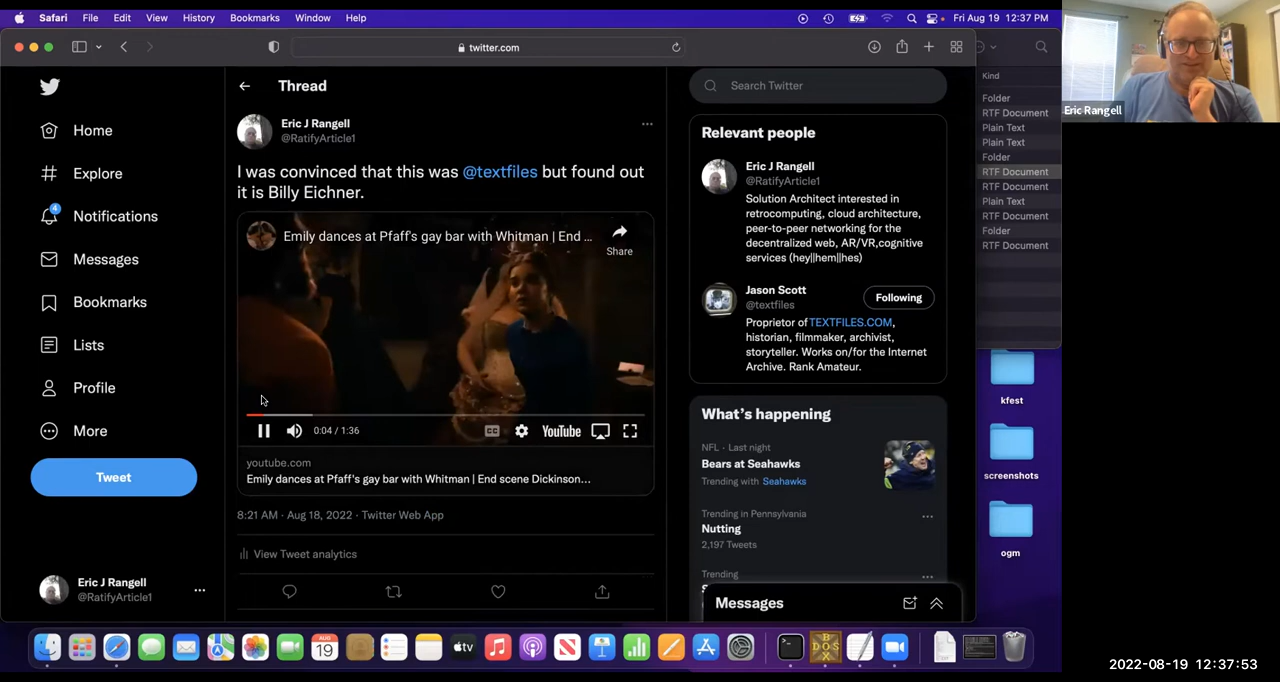 Safari File Edit View History Bookmarks Window Help
Fri Aug 19 12:37 PM
twitter.com
Thread
Home
Explore
4
Notifications
Messages
Bookmarks
Lists
Profile
More
Tweet
Eric J Rangell
@RatifyArticle1
Eric J Rangell
@RatifyArticle1
I was convinced that this was @textfiles but found out
it is Billy Eichner.
Emily dances at Pfaff's gay bar with Whitman | End ...
Share
0:04 / 1:36
CC
YouTube
youtube.com
Emily dances at Pfaff's gay bar with Whitman | End scene Dickinson...
8:21 AM · Aug 18, 2022 · Twitter Web App
View Tweet analytics
Search Twitter
Relevant people
Eric J Rangell
@RatifyArticle1
Solution Architect interested in
retrocomputing, cloud architecture,
peer-to-peer networking for the
decentralized web, AR/VR,cognitive
services (hey||hem||hes)
Jason Scott
@textfiles
Following
Proprietor of TEXTFILES.COM,
historian, filmmaker, archivist,
storyteller. Works on/for the Internet
Archive. Rank Amateur.
What's happening
NFL · Last night
Bears at Seahawks
Trending with Seahawks
Trending in Pennsylvania
Nutting
2,197 Tweets
Trending
Messages
Kind
Folder
RTF Document
Plain Text
Plain Text
Folder
RTF Document
RTF Document
Plain Text
RTF Document
Folder
RTF Document
kfest
screenshots
ogm
Eric Rangell
AUG
19
tv
DOS
2022-08-19 12:37:53